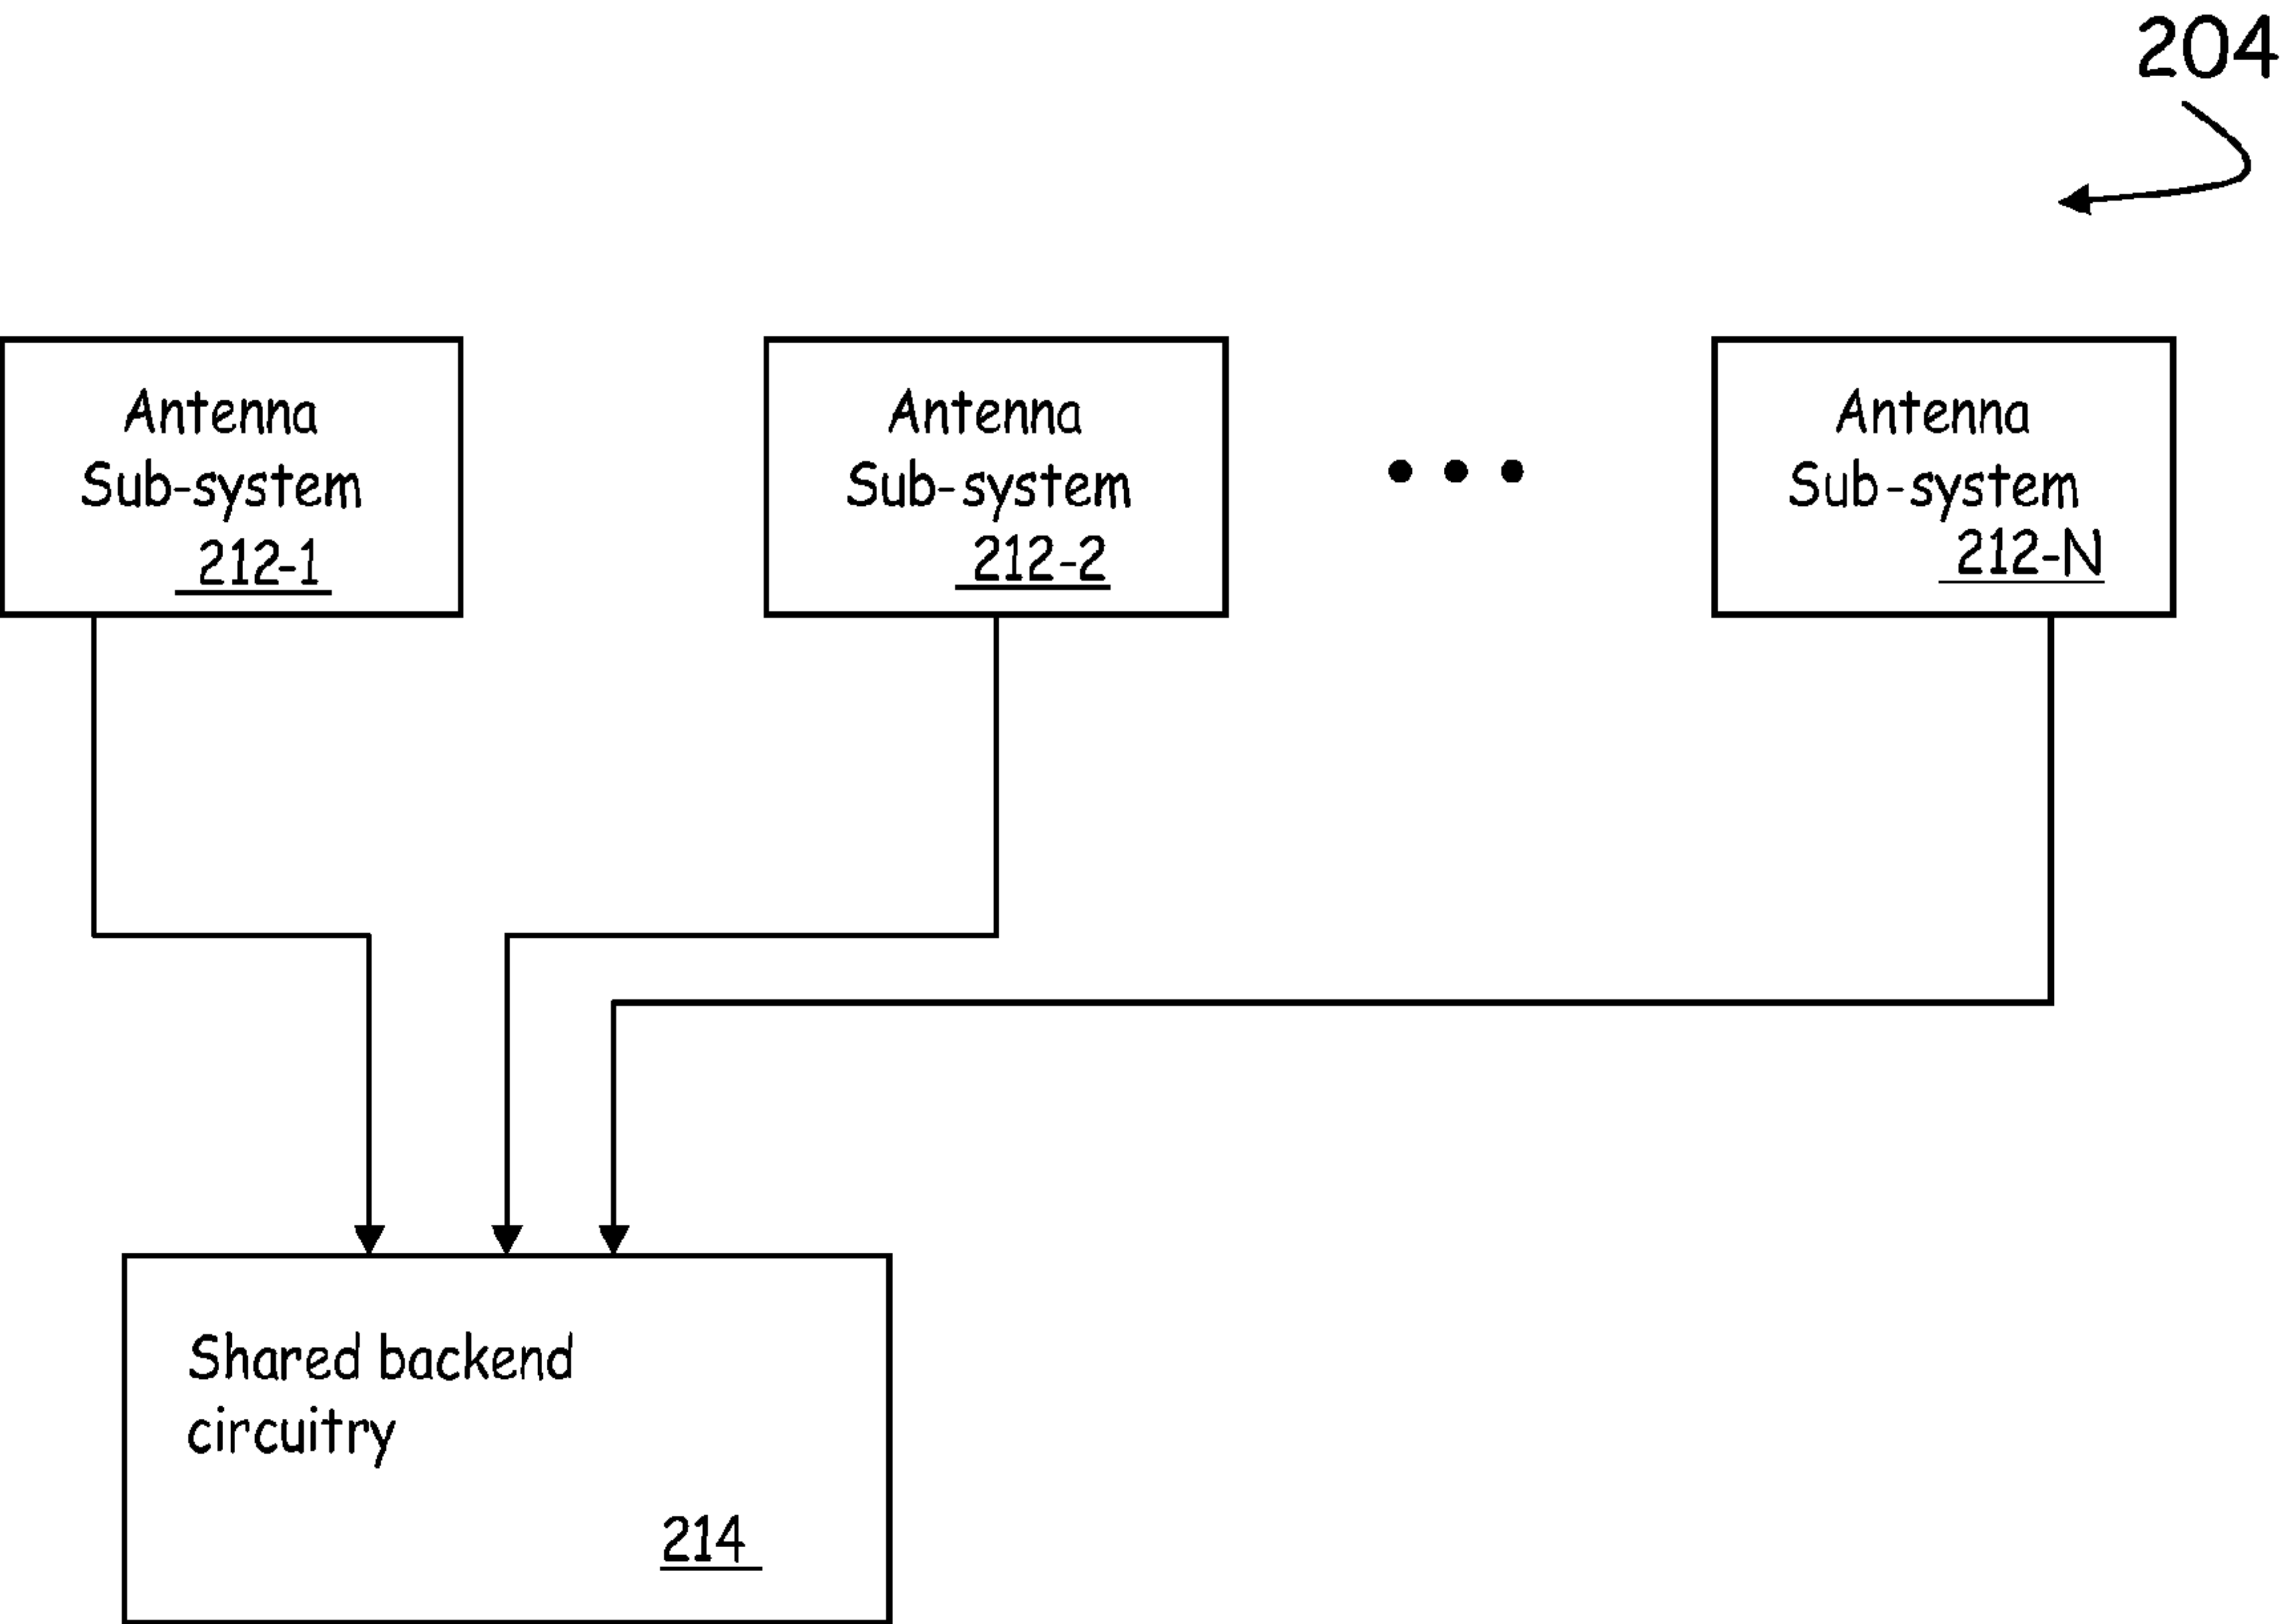 204
Antenna
Sub-system
212-1
Antenna
Sub-system
212-2
Antenna
Sub-system
212-N
Shared backend
circuitry
214